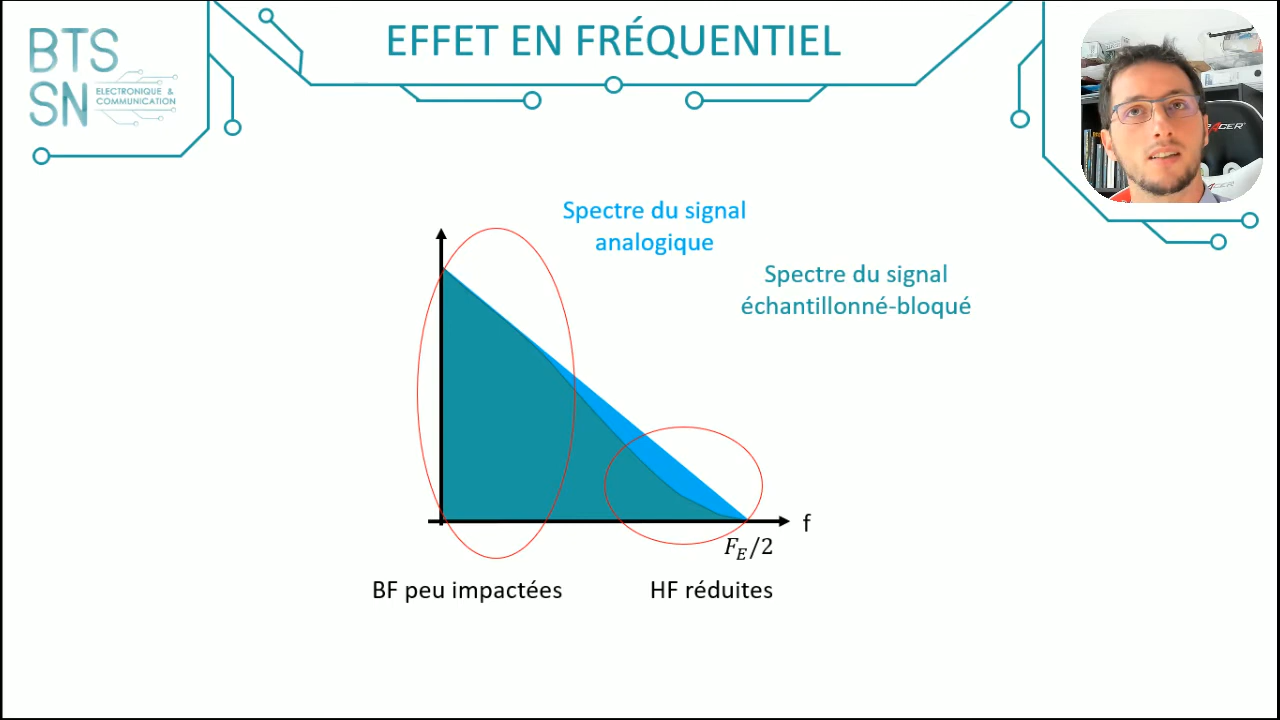 BTS
SN
ELECTRONIQUE &
COMMUNICATION
EFFET EN FRÉQUENTIEL
Spectre du signal
analogique
Spectre du signal
échantillonné-bloqué
f
F_E/2
BF peu impactées
HF réduites